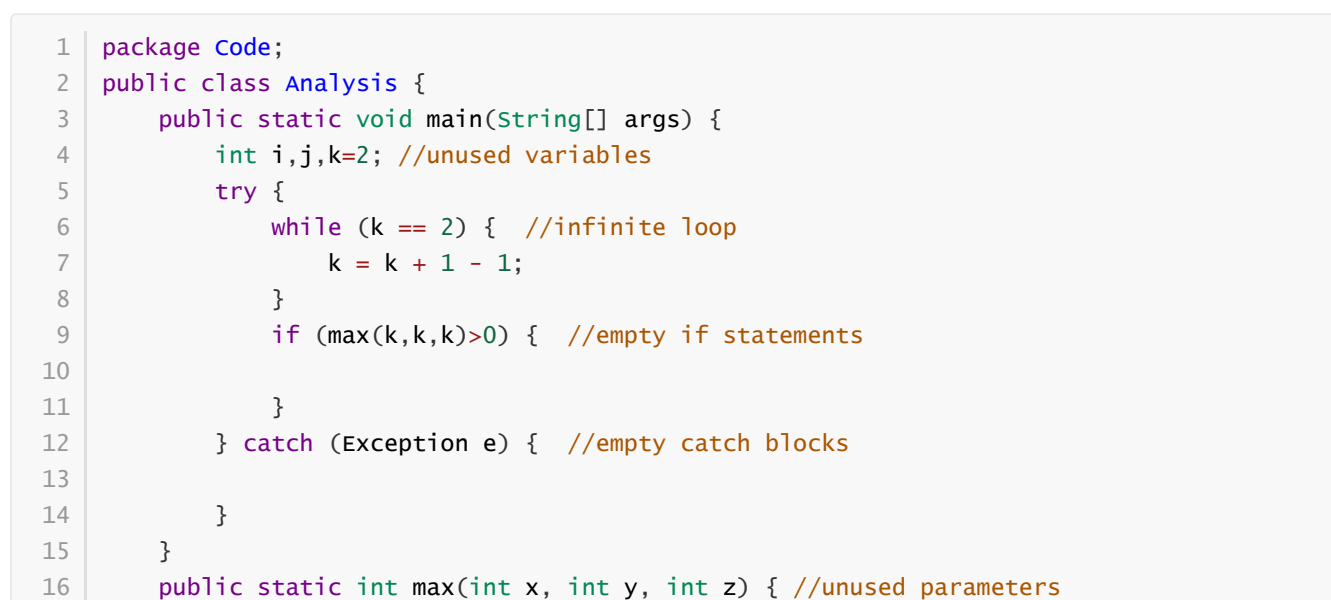 1 package Code;
2 public class Analysis {
3     public static void main(String[] args) {
4         int i,j,k=2; //unused variables
5         try {
6             while (k == 2) {  //infinite loop
7                 k = k + 1 - 1;
8             }
9             if (max(k,k,k)>0) {  //empty if statements
10
11             }
12         } catch (Exception e) {  //empty catch blocks
13
14         }
15     }
16     public static int max(int x, int y, int z) { //unused parameters